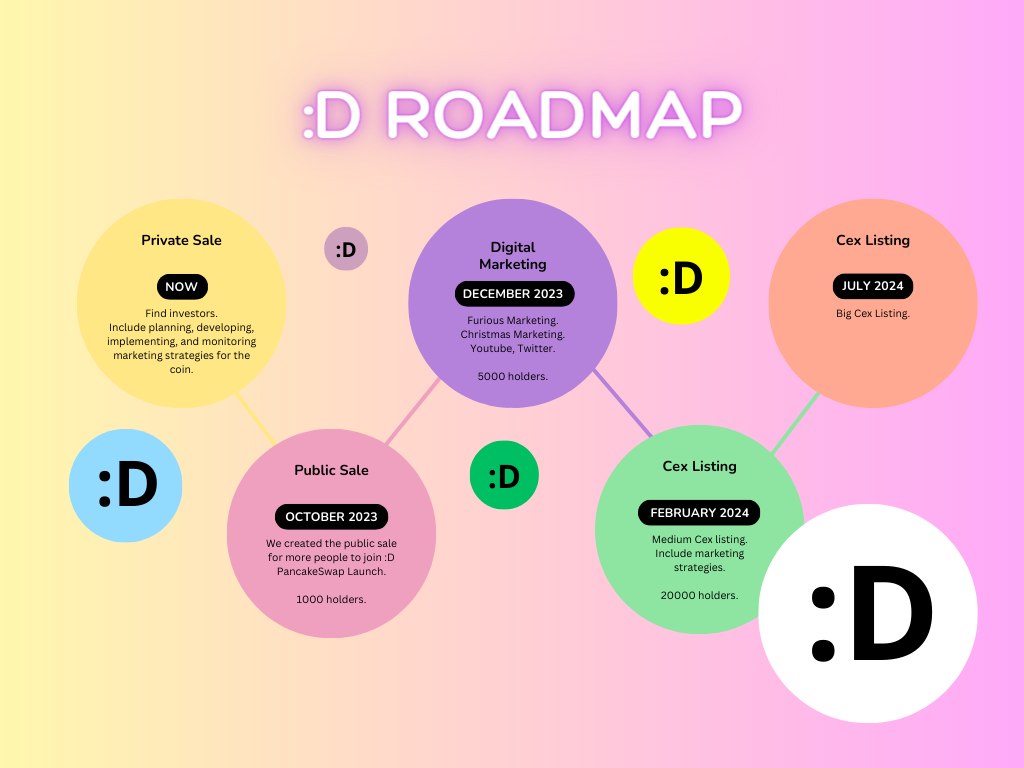 :D ROADMAP
Private Sale
NOW
Find investors.
Include planning, developing,
implementing, and monitoring
marketing strategies for the
coin.
:D
Digital
Marketing
DECEMBER 2023
Furious Marketing.
Christmas Marketing.
Youtube, Twitter.
5000 holders.
:D
Cex Listing
JULY 2024
Big Cex Listing.
:D
Public Sale
OCTOBER 2023
We created the public sale
for more people to join :D
PancakeSwap Launch.
1000 holders.
:D
Cex Listing
FEBRUARY 2024
Medium Cex listing.
Include marketing
strategies.
20000 holders.
:D